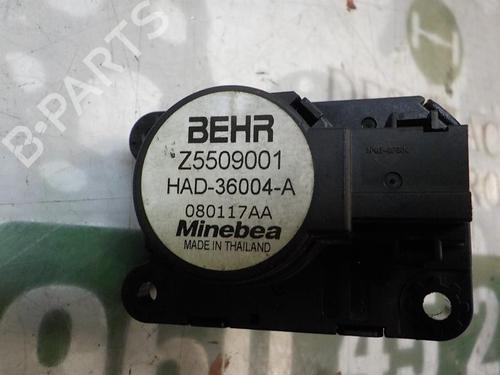 BEHR
Z5509001
HAD-36004-A
080117AA
Minebea
MADE IN THAILAND
B-PARTS